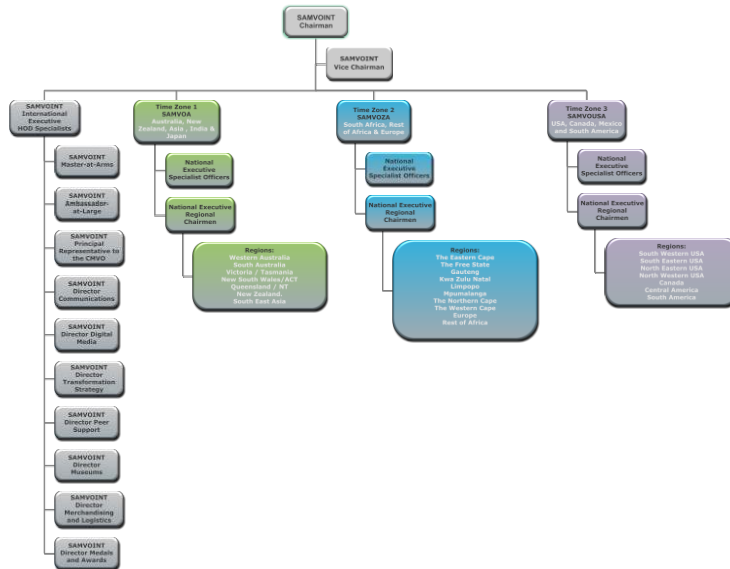 SAMVOINT
Chairman
SAMVOINT
Vice Chairman
SAMVOINT
International
Executive
HOD Specialists
SAMVOINT
Master-at-Arms
SAMVOINT
Ambassador-
at-Large
SAMVOINT
Principal
Representative to
the CMVO
SAMVOINT
Director
Communications
SAMVOINT
Director Digital
Media
SAMVOINT
Director
Transformation
Strategy
SAMVOINT
Director Peer
Support
SAMVOINT
Director
Museums
SAMVOINT
Director
Merchandising
and Logistics
SAMVOINT
Director Medals
and Awards
Time Zone 1
SAMVOA
Australia, New
Zealand, Asia , India &
Japan
National
Executive
Specialist Officers
National Executive
Regional
Chairmen
Regions:
Western Australia
South Australia
Victoria / Tasmania
New South Wales/ACT
Queensland / NT
New Zealand.
South East Asia
Time Zone 2
SAMVOZA
South Africa, Rest
of Africa & Europe
National
Executive
Specialist Officers
National Executive
Regional
Chairmen
Regions:
The Eastern Cape
The Free State
Gauteng
Kwa Zulu Natal
Limpopo
Mpumalanga
The Northern Cape
The Western Cape
Europe
Rest of Africa
Time Zone 3
SAMVOUSA
USA, Canada, Mexico
and South America
National
Executive
Specialist Officers
National Executive
Regional
Chairmen
Regions:
South Western USA
South Eastern USA
North Eastern USA
North Western USA
Canada
Central America
South America